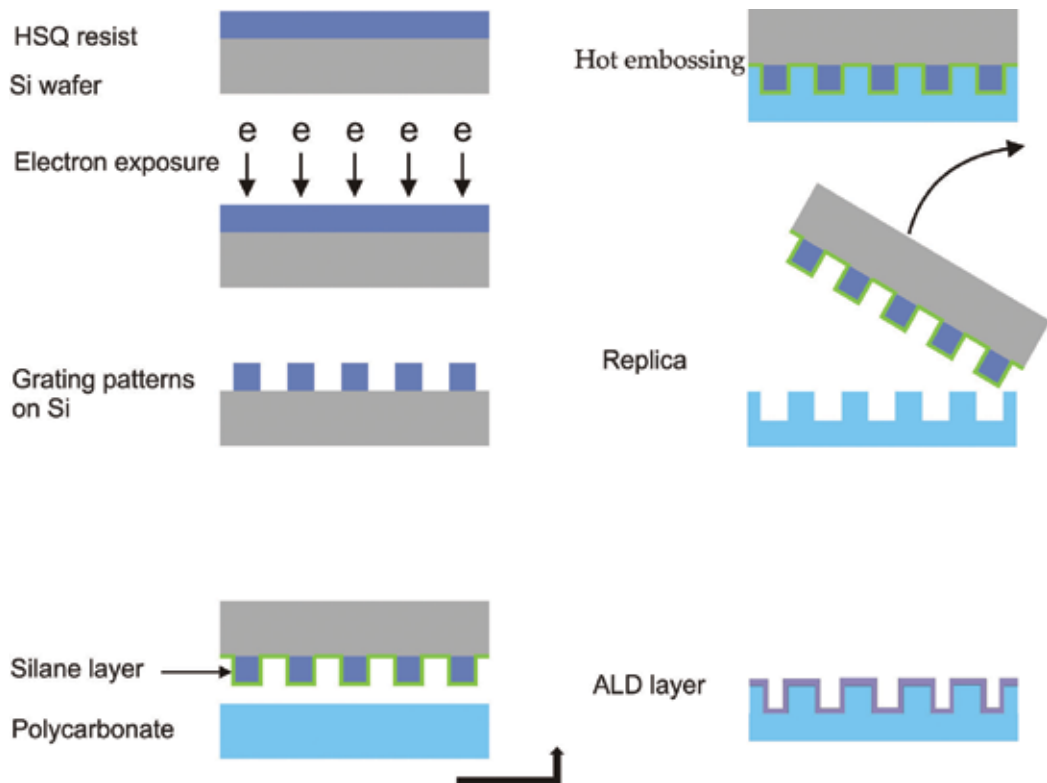 HSQ resist
Si wafer
e e e e e
Electron exposure
Grating patterns
on Si
Silane layer
Polycarbonate
Hot embossing
Replica
ALD layer